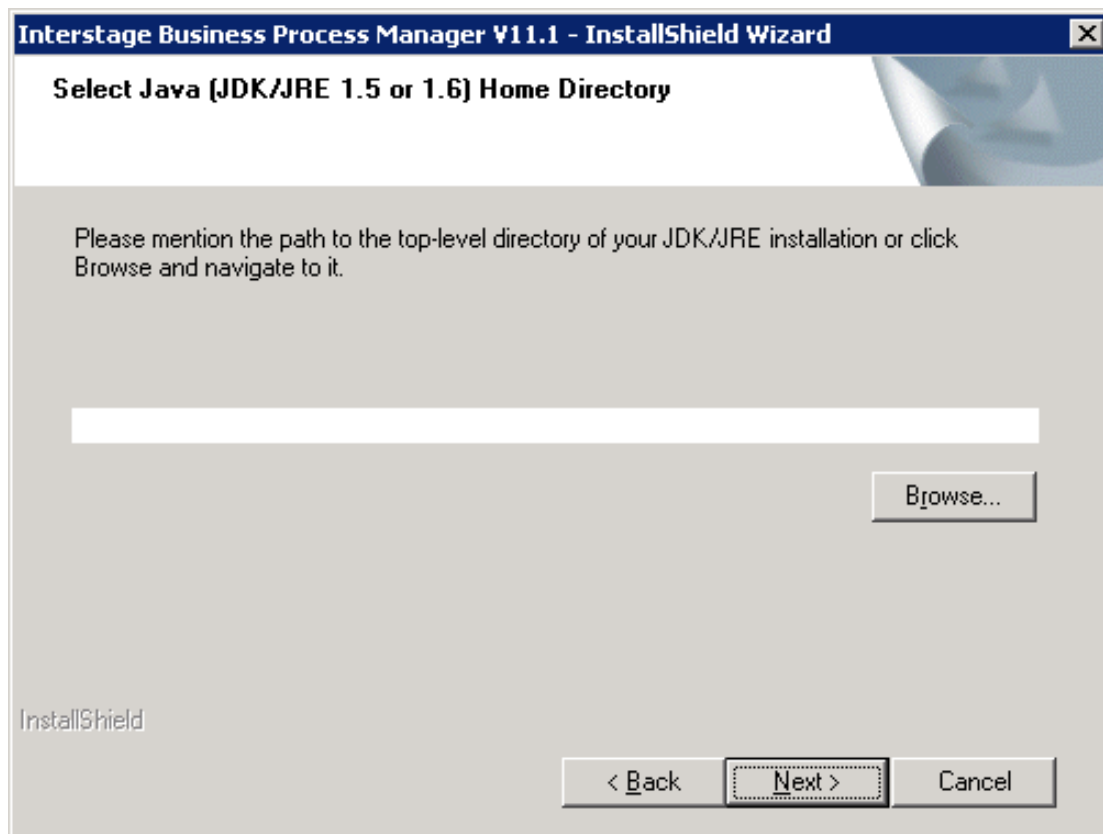 Interstage Business Process Manager V11.1 - InstallShield Wizard
Select Java (JDK/JRE 1.5 or 1.6) Home Directory
Please mention the path to the top-level directory of your JDK/JRE installation or click
Browse and navigate to it.
Browse...
InstallShield
< Back
Next >
Cancel